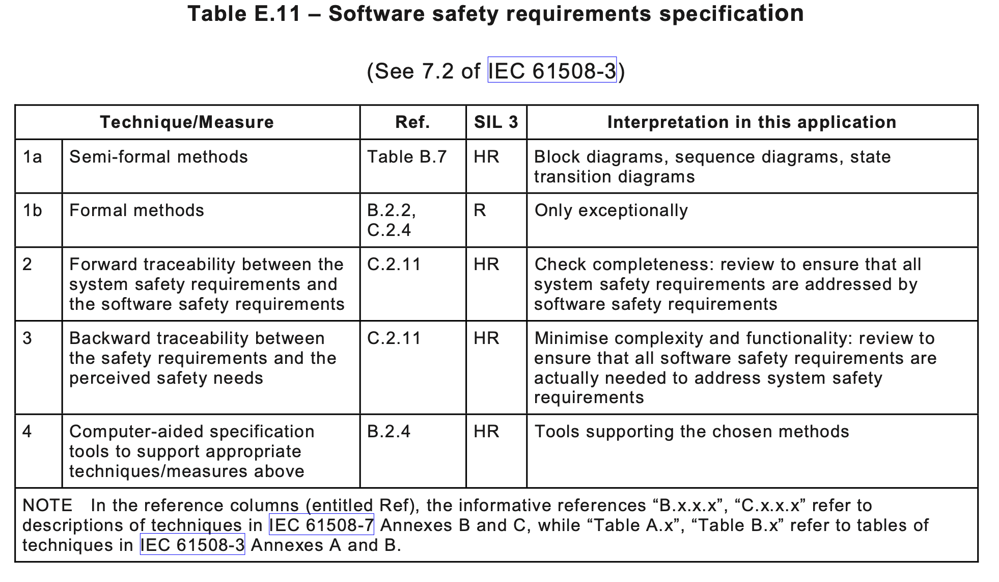 Table E.11 – Software safety requirements specification
(See 7.2 of IEC 61508-3)
Technique/Measure Ref. SIL 3 Interpretation in this application
1a Semi-formal methods Table B.7 HR Block diagrams, sequence diagrams, state
transition diagrams
1b Formal methods B.2.2, R Only exceptionally
C.2.4
2 Forward traceability between the C.2.11 HR Check completeness: review to ensure that all
system safety requirements and system safety requirements are addressed by
the software safety requirements software safety requirements
3 Backward traceability between C.2.11 HR Minimise complexity and functionality: review to
the safety requirements and the ensure that all software safety requirements are
perceived safety needs actually needed to address system safety
requirements
4 Computer-aided specification B.2.4 HR Tools supporting the chosen methods
tools to support appropriate
techniques/measures above
NOTE In the reference columns (entitled Ref), the informative references “B.x.x.x”, “C.x.x.x” refer to
descriptions of techniques in IEC 61508-7 Annexes B and C, while “Table A.x”, “Table B.x” refer to tables of
techniques in IEC 61508-3 Annexes A and B.